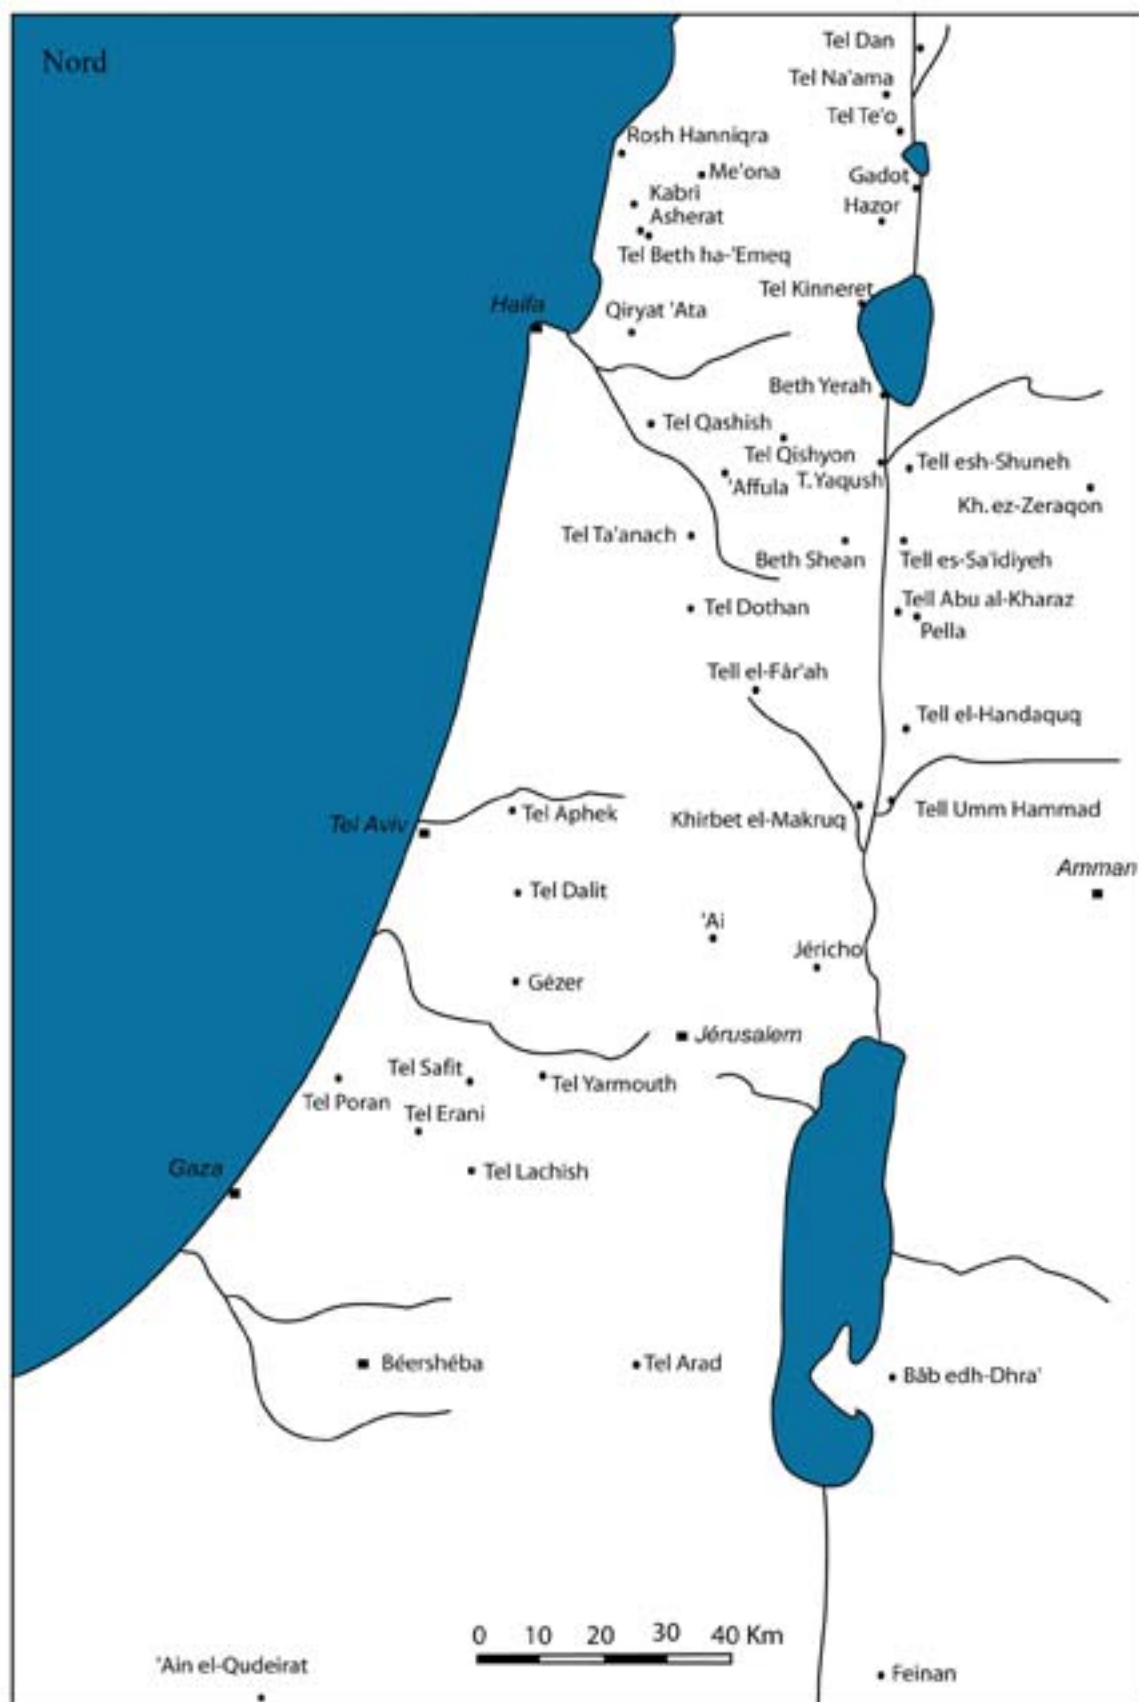 Nord
Tel Dan
Tel Na'ama
Tel Te'o
Rosh Hanniqra
Me'ona
Gadot
Kabri
Hazor
Asherat
Tel Beth ha-'Emeq
Tel Kinneret
Haifa
Qiryat 'Ata
Beth Yerah
Tel Qashish
Tel Qishyon
Tell esh-Shuneh
'Affula
T. Yaqush
Kh. ez-Zeraqon
Tel Ta'anach
Beth Shean
Tell es-Sa'idiyeh
Tel Dothan
Tell Abu al-Kharaz
Pella
Tell el-Fâr'ah
Tell el-Handaquq
Tel Aviv
Tel Aphek
Khirbet el-Makruq
Tell Umm Hammad
Amman
Tel Dalit
'Ai
Jéricho
Gézer
Jérusalem
Tel Safit
Tel Yarmouth
Tel Poran
Tel Erani
Gaza
Tel Lachish
Béershéba
Tel Arad
Bâb edh-Dhra'
0 10 20 30 40 Km
'Ain el-Qudeirat
Feinan